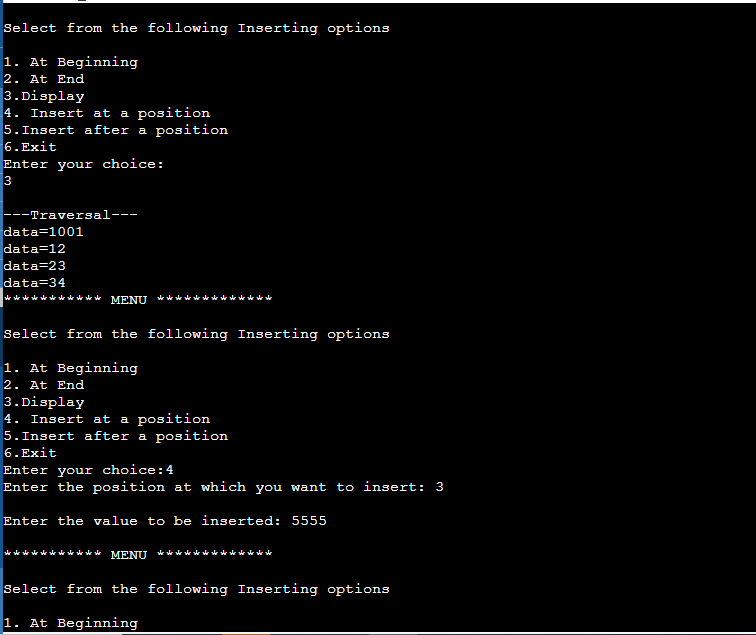 Select from the following Inserting options
1. At Beginning
2. At End
3.Display
4. Insert at a position
5.Insert after a position
6.Exit
Enter your choice:
3
---Traversal---
data=1001
data=12
data=23
data=34
*********** MENU *************
Select from the following Inserting options
1. At Beginning
2. At End
3.Display
4. Insert at a position
5.Insert after a position
6.Exit
Enter your choice:4
Enter the position at which you want to insert: 3
Enter the value to be inserted: 5555
*********** MENU *************
Select from the following Inserting options
1. At Beginning